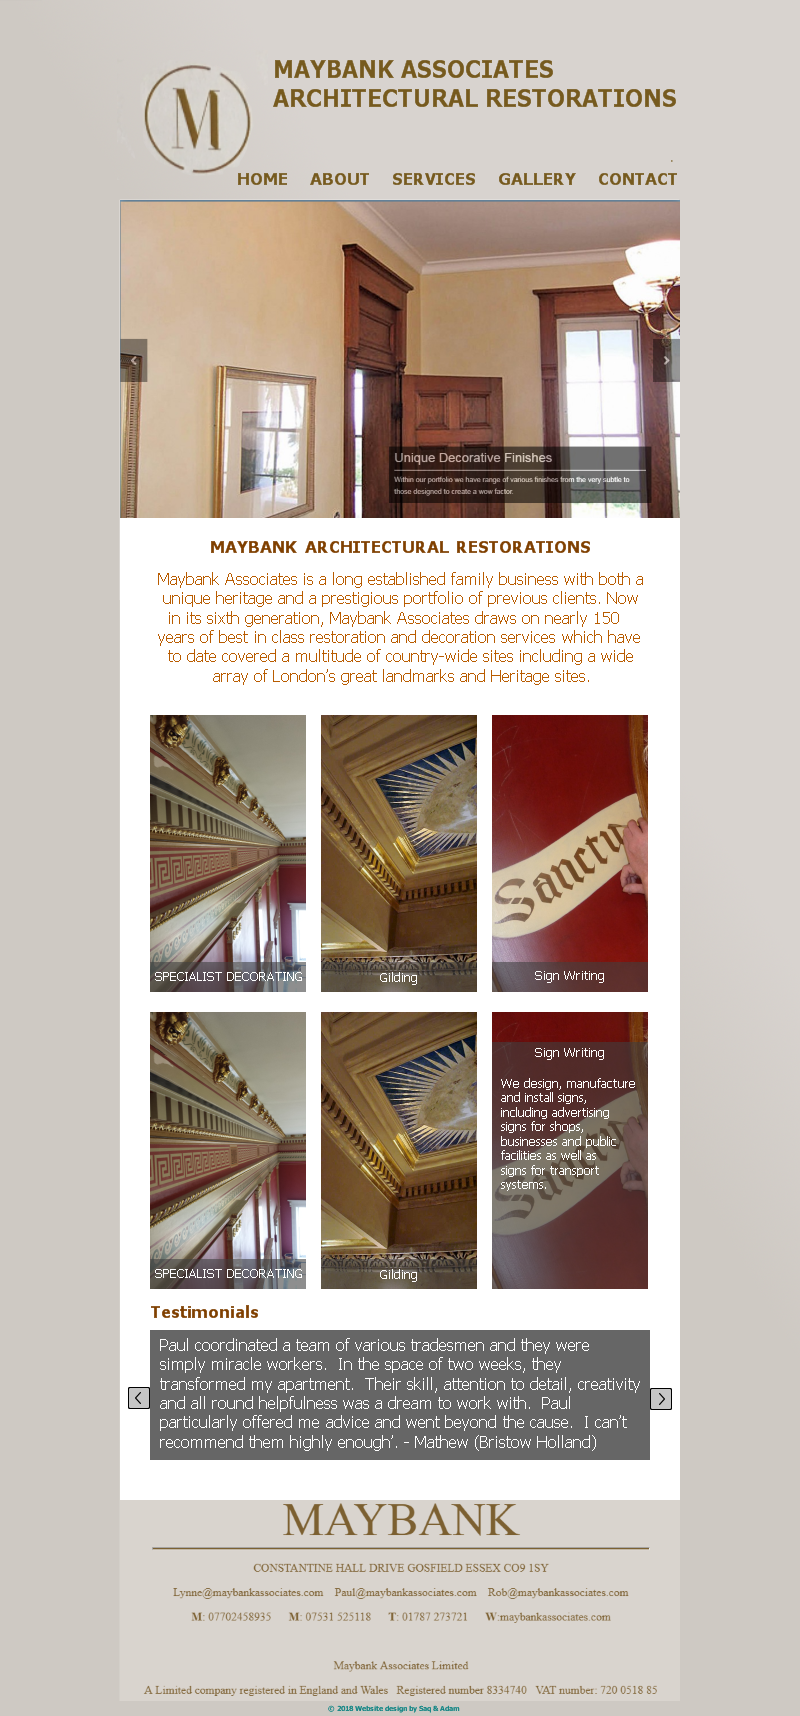 M
MAYBANK ASSOCIATES
ARCHITECTURAL RESTORATIONS
HOME ABOUT SERVICES GALLERY CONTACT
Unique Decorative Finishes
Within our portfolio we have range of various finishes from the very subtle to
those designed to create a wow factor.
MAYBANK ARCHITECTURAL RESTORATIONS
Maybank Associates is a long established family business with both a
unique heritage and a prestigious portfolio of previous clients. Now
in its sixth generation, Maybank Associates draws on nearly 150
years of best in class restoration and decoration services which have
to date covered a multitude of country-wide sites including a wide
array of London’s great landmarks and Heritage sites.
Sanctu
SPECIALIST DECORATING
Gilding
Sign Writing
Sign Writing
We design, manufacture
and install signs,
including advertising
signs for shops,
businesses and public
facilities as well as
signs for transport
systems.
Sanctu
SPECIALIST DECORATING
Gilding
Testimonials
Paul coordinated a team of various tradesmen and they were
simply miracle workers.  In the space of two weeks, they
transformed my apartment.  Their skill, attention to detail, creativity
and all round helpfulness was a dream to work with.  Paul
particularly offered me advice and went beyond the cause.  I can’t
recommend them highly enough’. - Mathew (Bristow Holland)
MAYBANK
CONSTANTINE HALL DRIVE GOSFIELD ESSEX CO9 1SY
Lynne@maybankassociates.com Paul@maybankassociates.com Rob@maybankassociates.com
M: 07702458935 M: 07531 525118 T: 01787 273721 W:maybankassociates.com
Maybank Associates Limited
A Limited company registered in England and Wales Registered number 8334740 VAT number: 720 0518 85
© 2018 Website design by Saq & Adam